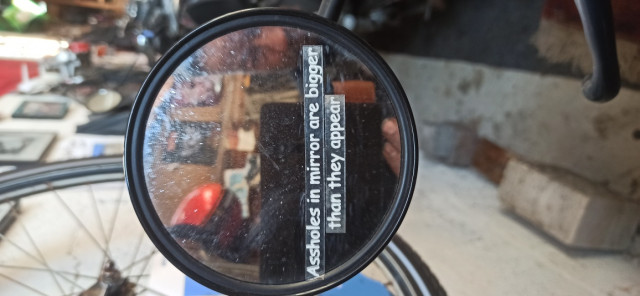 Assholes in mirror are bigger
than they appear